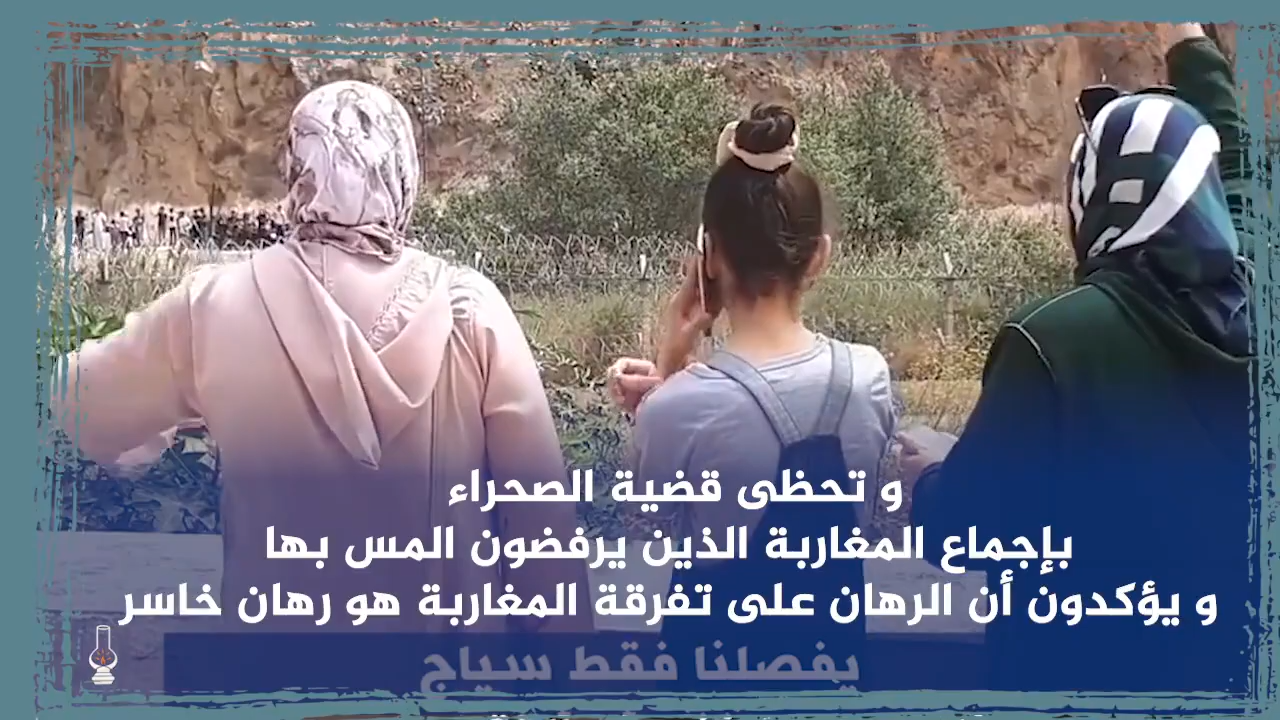 و تحظى قضية الصحراء
بإجماع المغاربة الذين يرفضون المس بها
و يؤكدون أن الرهان على تفرقة المغاربة هو رهان خاسر
يفصلنا فقط سياج